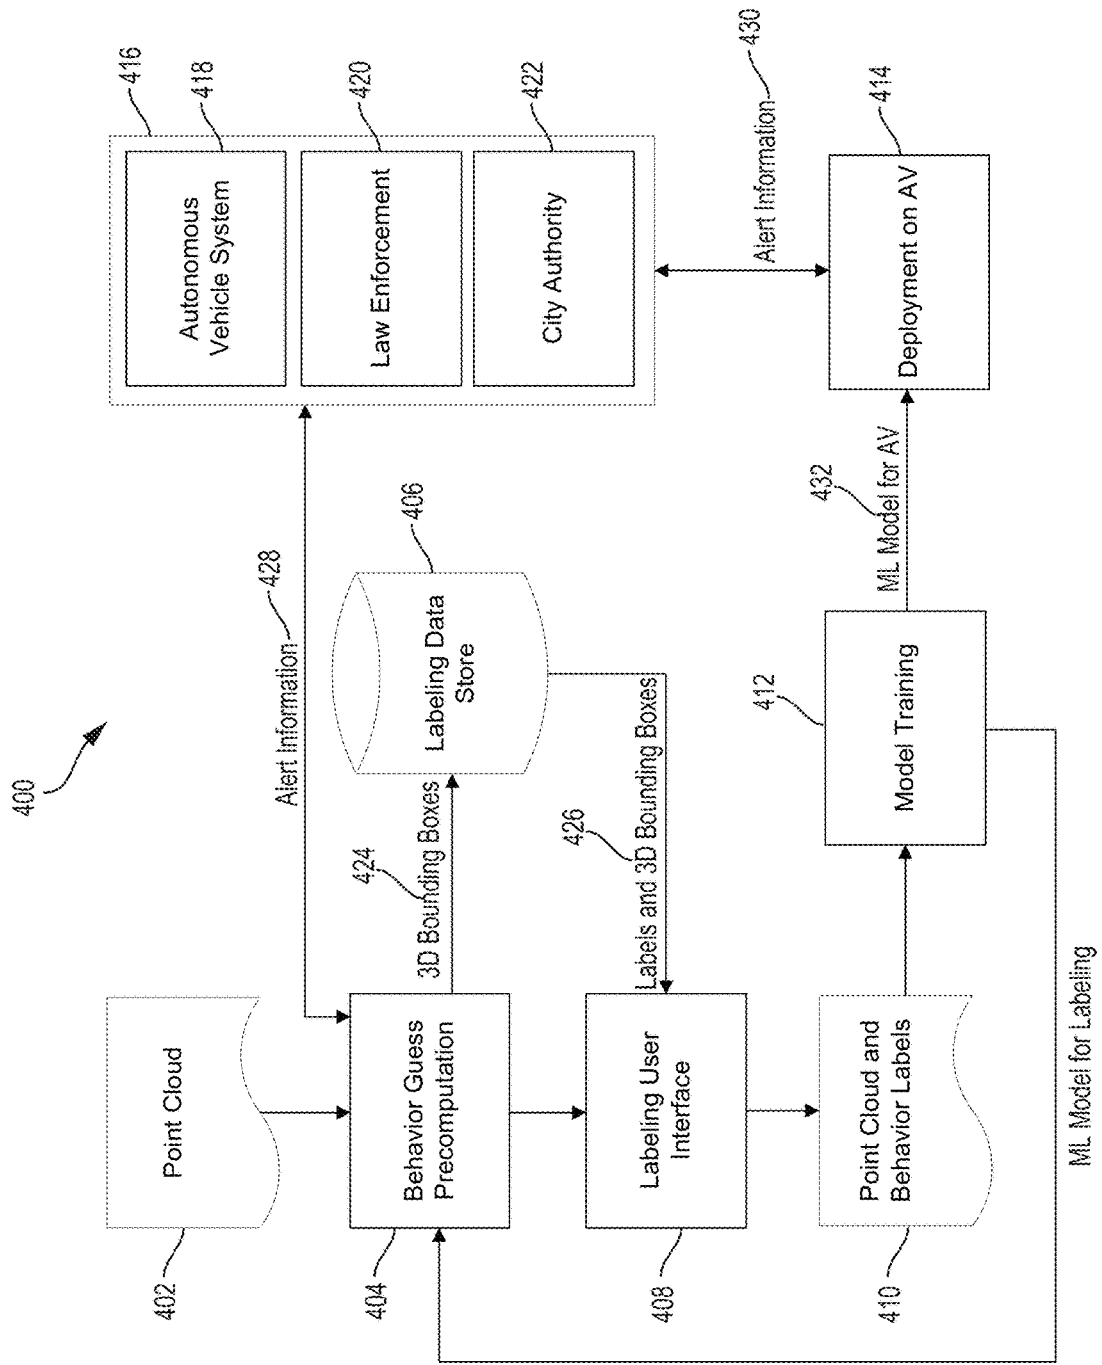 400
402
Point Cloud
404
Behavior Guess
Precomputation
408
Labeling User
Interface
410
Point Cloud and
Behavior Labels
ML Model for Labeling
Alert Information
428
424
3D Bounding Boxes
406
Labeling Data
Store
426
Labels and 3D Bounding Boxes
412
Model Training
432
ML Model for AV
416
418
Autonomous
Vehicle System
420
Law Enforcement
422
City Authority
Alert Information
430
414
Deployment on AV